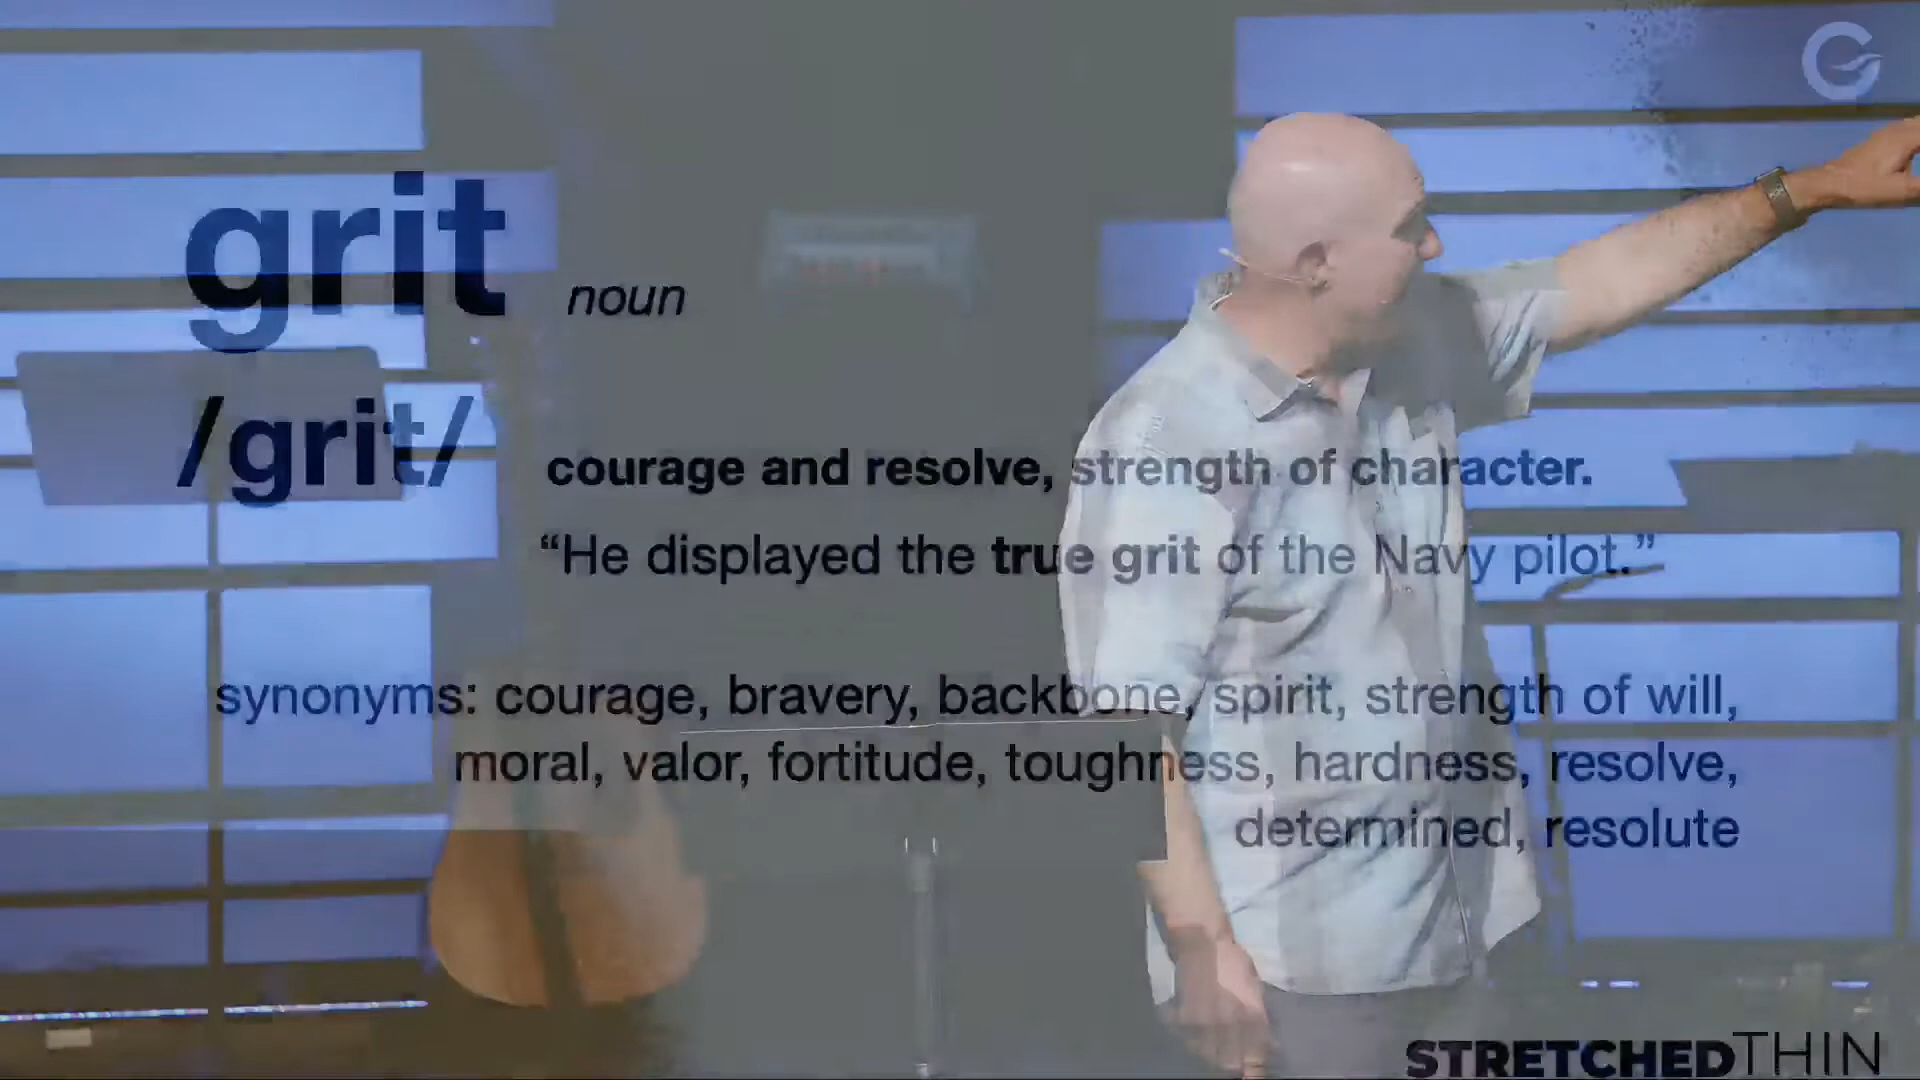 grit noun
/grit/ courage and resolve, strength of character.
“He displayed the true grit of the Navy pilot.”
synonyms: courage, bravery, backbone, spirit, strength of will,
moral, valor, fortitude, toughness, hardness, resolve,
determined, resolute
STRETCHEDTHIN